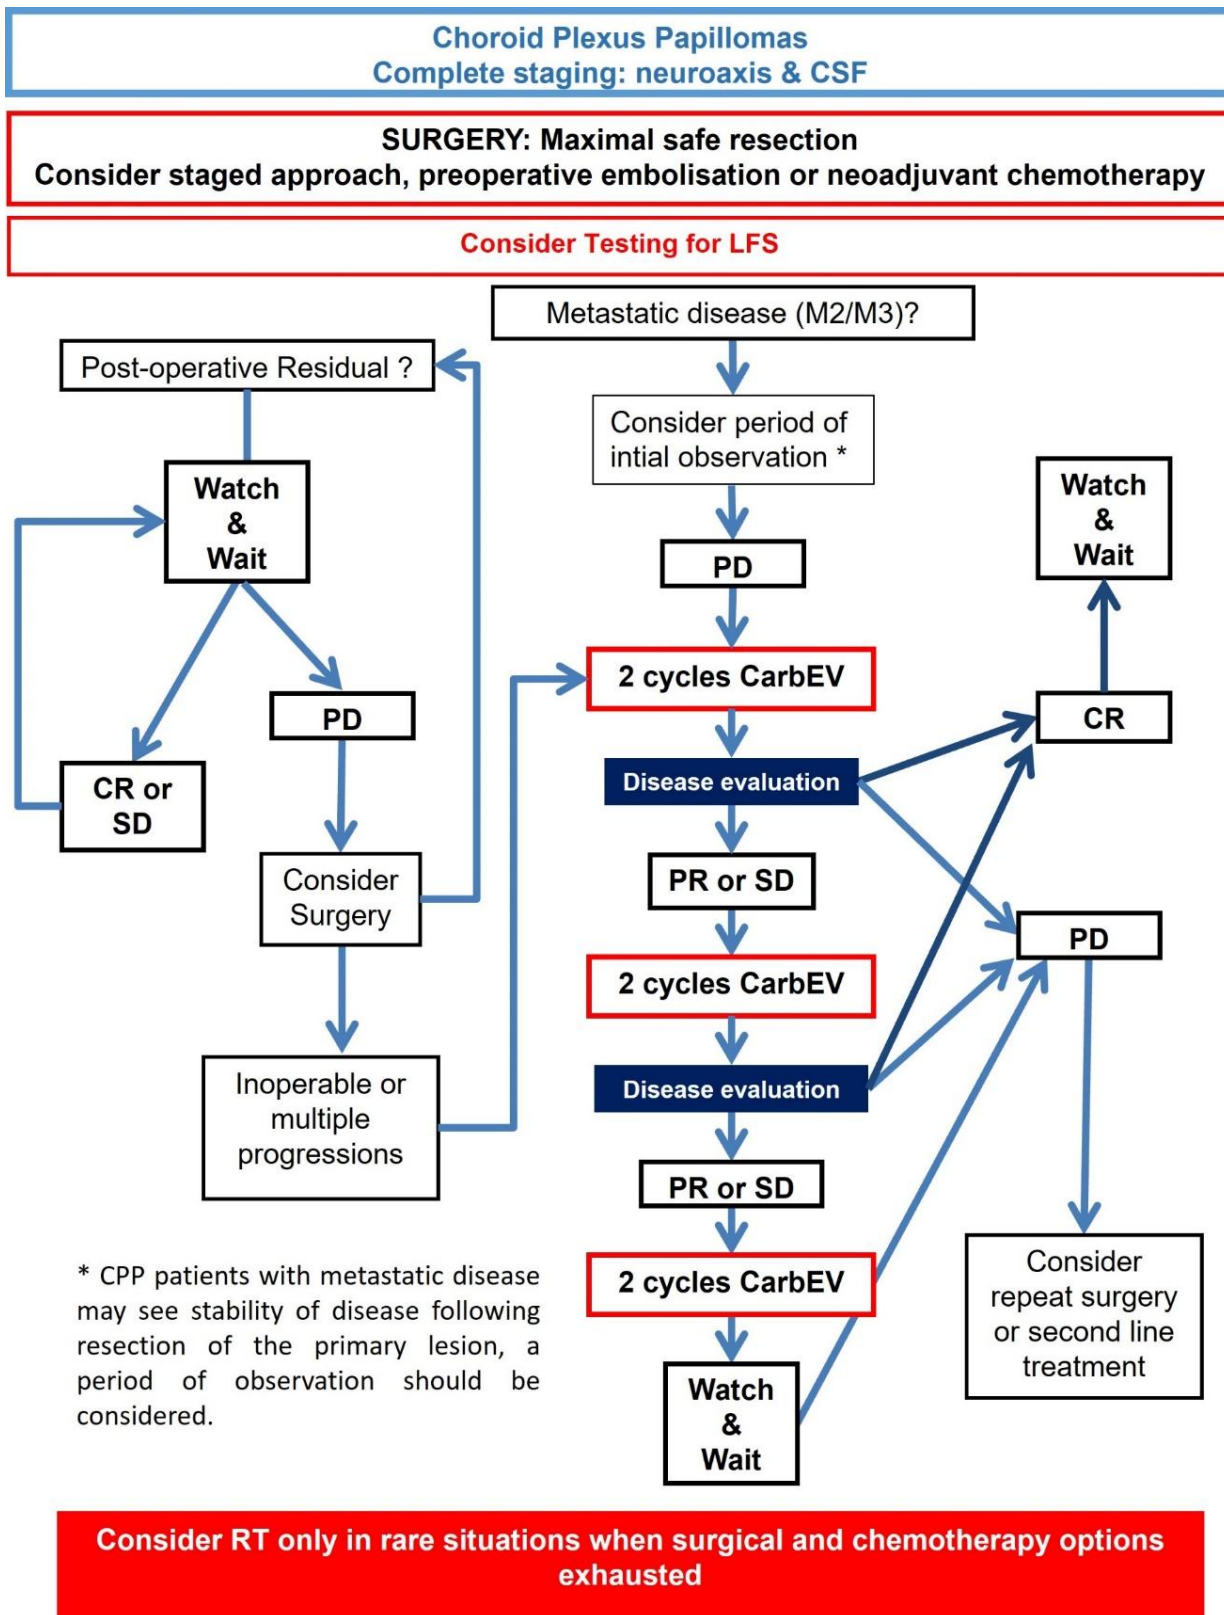 Choroid Plexus Papillomas
Complete staging: neuroaxis & CSF
SURGERY: Maximal safe resection
Consider staged approach, preoperative embolisation or neoadjuvant chemotherapy
Consider Testing for LFS
Metastatic disease (M2/M3)?
Post-operative Residual ?
Consider period of
intial observation *
Watch
&
Wait
Watch
&
Wait
PD
2 cycles CarbEV
PD
CR
Disease evaluation
CR or
SD
PR or SD
Consider
Surgery
PD
2 cycles CarbEV
Disease evaluation
Inoperable or
multiple
progressions
PR or SD
2 cycles CarbEV
Consider
repeat surgery
or second line
treatment
* CPP patients with metastatic disease
may see stability of disease following
resection of the primary lesion, a
period of observation should be
considered.
Watch
&
Wait
Consider RT only in rare situations when surgical and chemotherapy options
exhausted